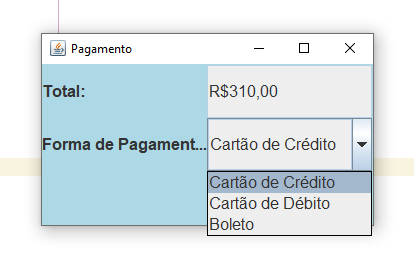 Pagamento
Total: R$310,00
Forma de Pagament... Cartão de Crédito
Cartão de Crédito
Cartão de Débito
Boleto